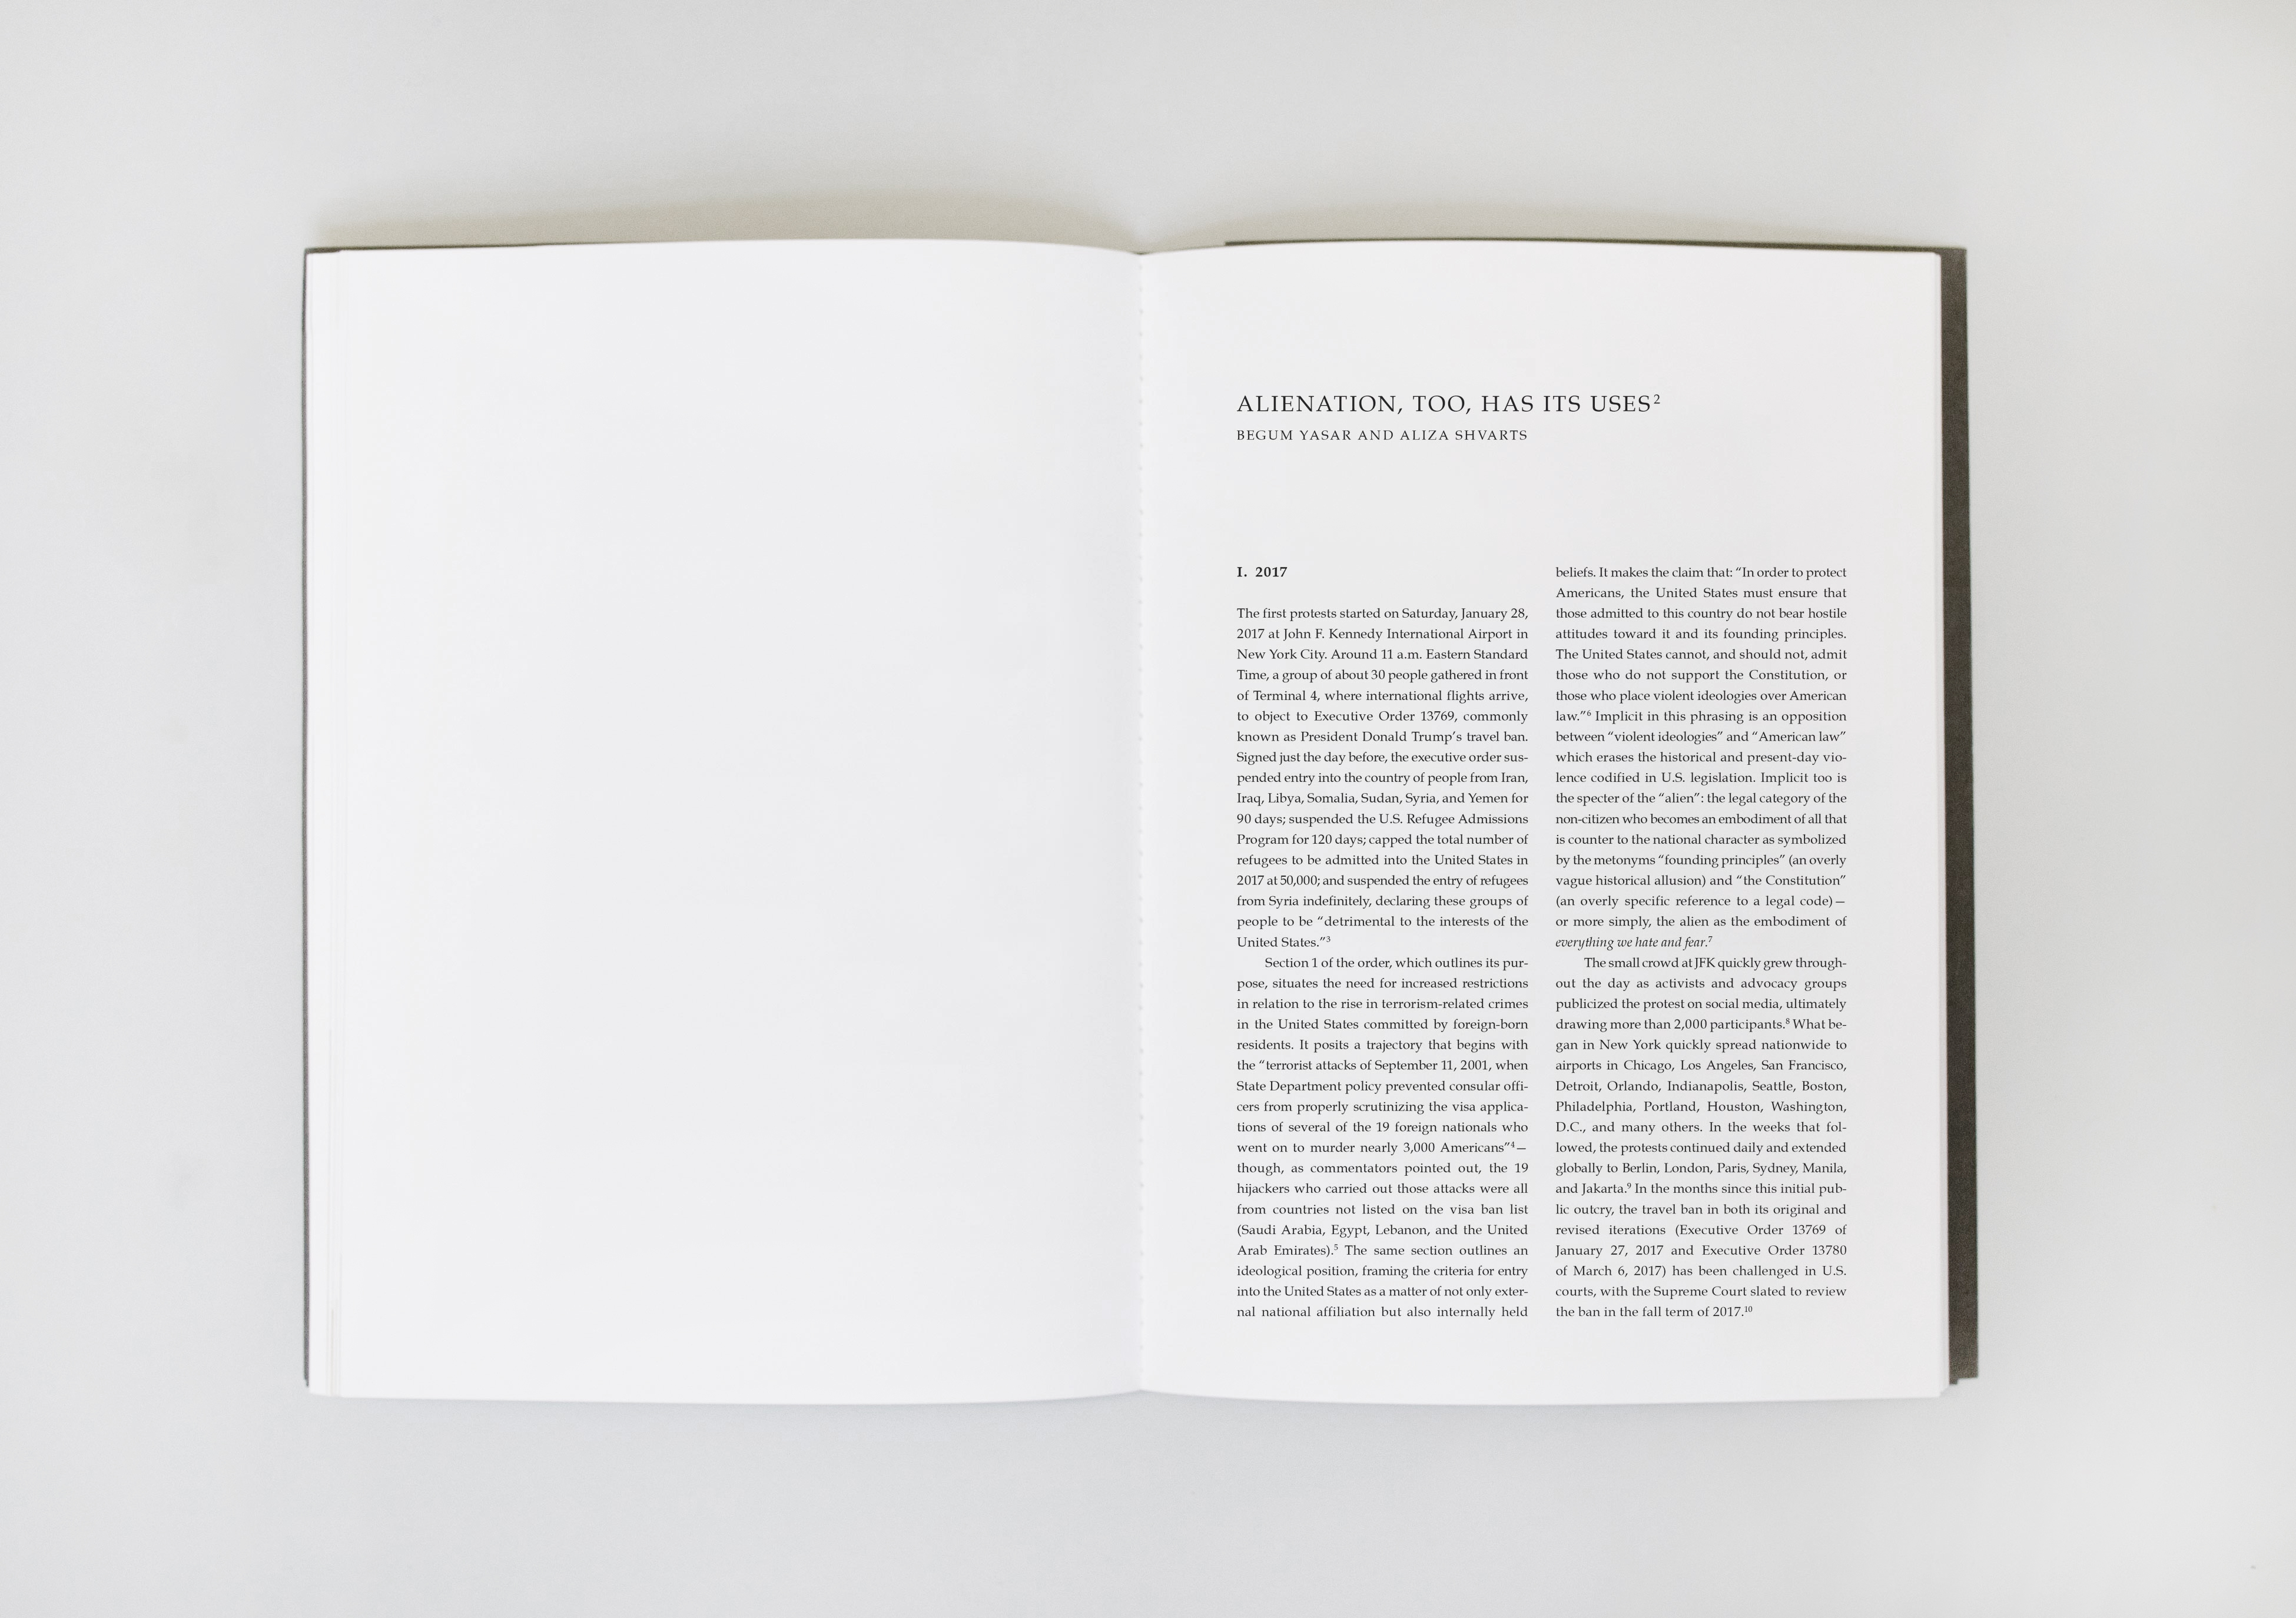 ALIENATION, TOO, HAS ITS USES²
BEGUM YASAR AND ALIZA SHVARTS
I. 2017
The first protests started on Saturday, January 28,
2017 at John F. Kennedy International Airport in
New York City. Around 11 a.m. Eastern Standard
Time, a group of about 30 people gathered in front
of Terminal 4, where international flights arrive,
to object to Executive Order 13769, commonly
known as President Donald Trump's travel ban.
Signed just the day before, the executive order sus-
pended entry into the country of people from Iran,
Iraq, Libya, Somalia, Sudan, Syria, and Yemen for
90 days; suspended the U.S. Refugee Admissions
Program for 120 days; capped the total number of
refugees to be admitted into the United States in
2017 at 50,000; and suspended the entry of refugees
from Syria indefinitely, declaring these groups of
people to be “detrimental to the interests of the
United States.”³
Section 1 of the order, which outlines its pur-
pose, situates the need for increased restrictions
in relation to the rise in terrorism-related crimes
in the United States committed by foreign-born
residents. It posits a trajectory that begins with
the “terrorist attacks of September 11, 2001, when
State Department policy prevented consular offi-
cers from properly scrutinizing the visa applica-
tions of several of the 19 foreign nationals who
went on to murder nearly 3,000 Americans”⁴—
though, as commentators pointed out, the 19
hijackers who carried out those attacks were all
from countries not listed on the visa ban list
(Saudi Arabia, Egypt, Lebanon, and the United
Arab Emirates).⁵ The same section outlines an
ideological position, framing the criteria for entry
into the United States as a matter of not only exter-
nal national affiliation but also internally held
beliefs. It makes the claim that: “In order to protect
Americans, the United States must ensure that
those admitted to this country do not bear hostile
attitudes toward it and its founding principles.
The United States cannot, and should not, admit
those who do not support the Constitution, or
those who place violent ideologies over American
law.”⁶ Implicit in this phrasing is an opposition
between “violent ideologies” and “American law”
which erases the historical and present-day vio-
lence codified in U.S. legislation. Implicit too is
the specter of the “alien”: the legal category of the
non-citizen who becomes an embodiment of all that
is counter to the national character as symbolized
by the metonyms “founding principles” (an overly
vague historical allusion) and “the Constitution”
(an overly specific reference to a legal code)—
or more simply, the alien as the embodiment of
everything we hate and fear.⁷
The small crowd at JFK quickly grew through-
out the day as activists and advocacy groups
publicized the protest on social media, ultimately
drawing more than 2,000 participants.⁸ What be-
gan in New York quickly spread nationwide to
airports in Chicago, Los Angeles, San Francisco,
Detroit, Orlando, Indianapolis, Seattle, Boston,
Philadelphia, Portland, Houston, Washington,
D.C., and many others. In the weeks that fol-
lowed, the protests continued daily and extended
globally to Berlin, London, Paris, Sydney, Manila,
and Jakarta.⁹ In the months since this initial pub-
lic outcry, the travel ban in both its original and
revised iterations (Executive Order 13769 of
January 27, 2017 and Executive Order 13780
of March 6, 2017) has been challenged in U.S.
courts, with the Supreme Court slated to review
the ban in the fall term of 2017.¹⁰